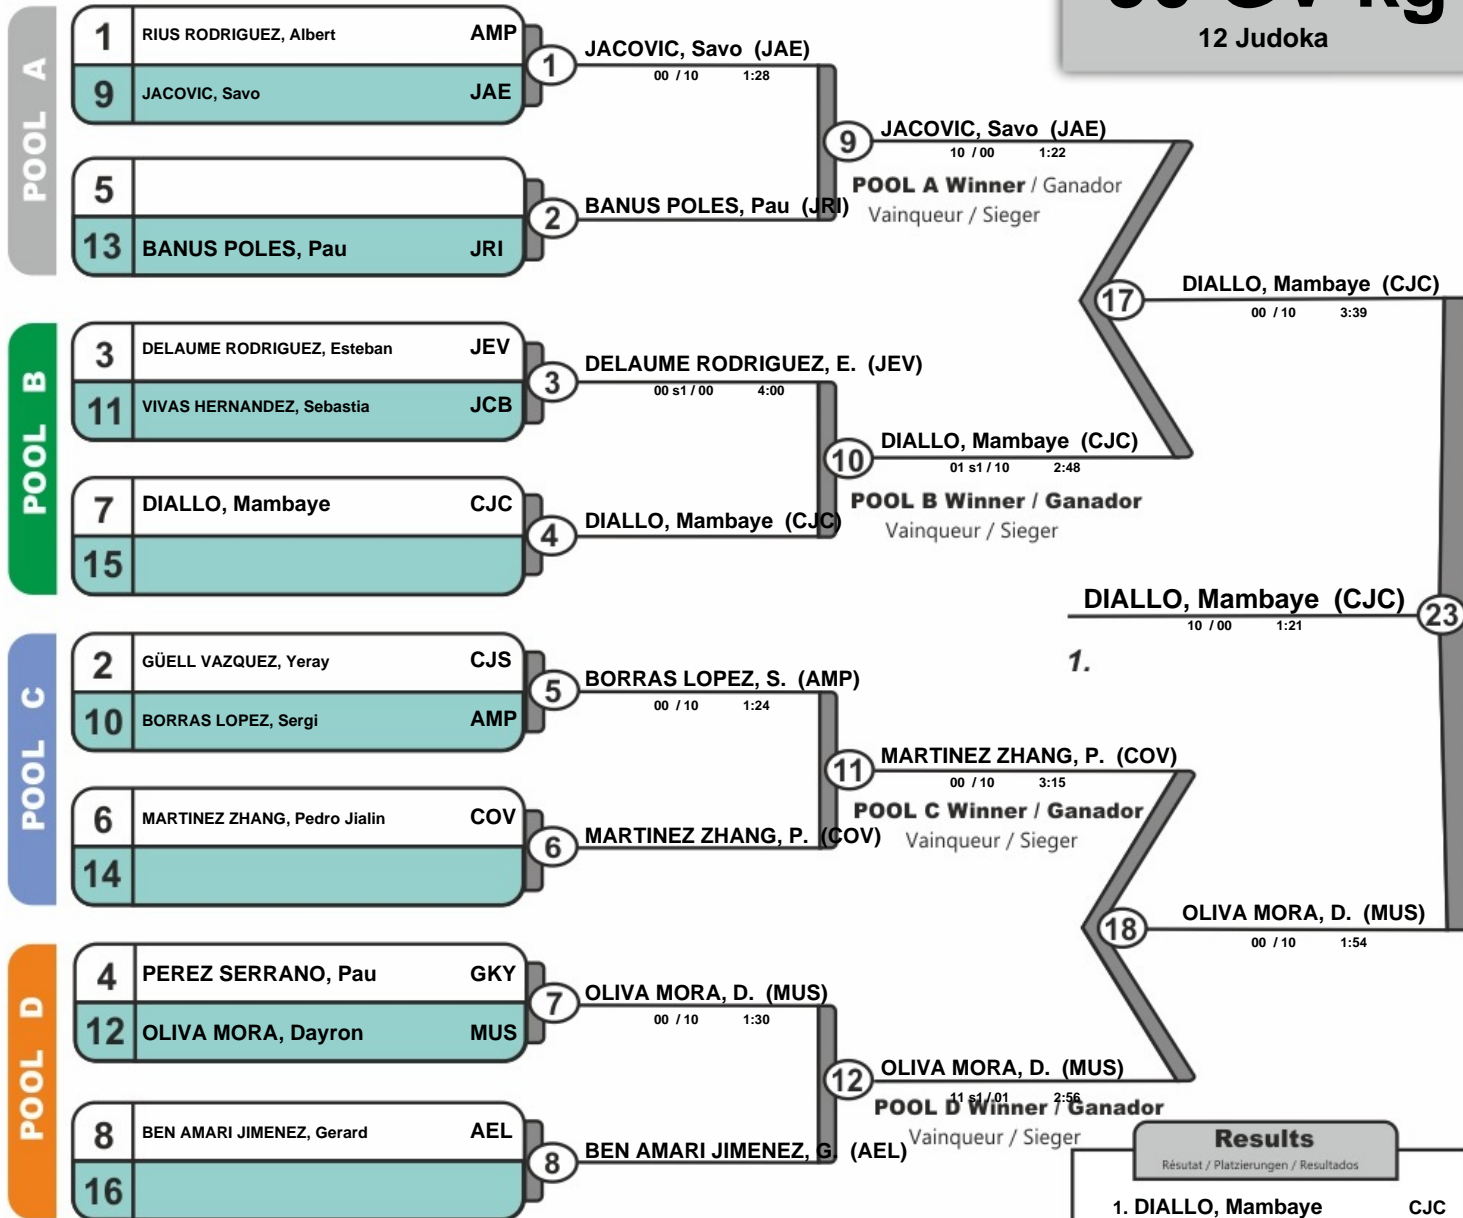 12 Judoka
POOL A
1 RIUS RODRIGUEZ, Albert AMP
9 JACOVIC, Savo JAE
1
JACOVIC, Savo (JAE)
00 / 10 1:28
5
13 BANUS POLES, Pau JRI
2
BANUS POLES, Pau (JRI)
9
JACOVIC, Savo (JAE)
10 / 00 1:22
POOL A Winner / Ganador
Vainqueur / Sieger
POOL B
3 DELAUME RODRIGUEZ, Esteban JEV
11 VIVAS HERNANDEZ, Sebastia JCB
3
DELAUME RODRIGUEZ, E. (JEV)
00 s1 / 00 4:00
7 DIALLO, Mambaye CJC
15
4
DIALLO, Mambaye (CJC)
10
DIALLO, Mambaye (CJC)
01 s1 / 10 2:48
POOL B Winner / Ganador
Vainqueur / Sieger
17
DIALLO, Mambaye (CJC)
00 / 10 3:39
DIALLO, Mambaye (CJC)
10 / 00 1:21
23
1.
POOL C
2 GÜELL VAZQUEZ, Yeray CJS
10 BORRAS LOPEZ, Sergi AMP
5
BORRAS LOPEZ, S. (AMP)
00 / 10 1:24
6 MARTINEZ ZHANG, Pedro Jialin COV
14
6
MARTINEZ ZHANG, P. (COV)
11
MARTINEZ ZHANG, P. (COV)
00 / 10 3:15
POOL C Winner / Ganador
Vainqueur / Sieger
18
OLIVA MORA, D. (MUS)
00 / 10 1:54
POOL D
4 PEREZ SERRANO, Pau GKY
12 OLIVA MORA, Dayron MUS
7
OLIVA MORA, D. (MUS)
00 / 10 1:30
8 BEN AMARI JIMENEZ, Gerard AEL
16
8
BEN AMARI JIMENEZ, G. (AEL)
12
OLIVA MORA, D. (MUS)
11 s1 / 01 2:56
POOL D Winner / Ganador
Vainqueur / Sieger
Results
Résutat / Platzierungen / Resultados
1. DIALLO, Mambaye CJC